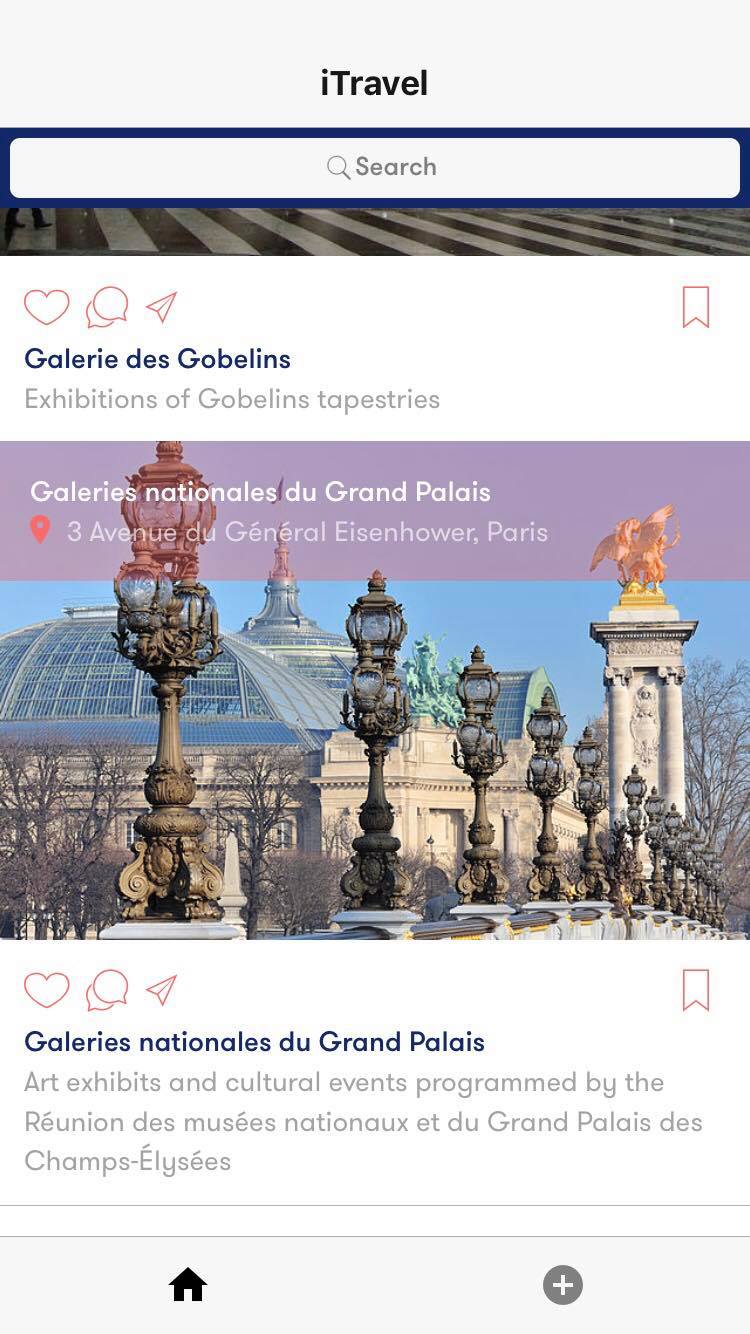 iTravel
Search
Galerie des Gobelins
Exhibitions of Gobelins tapestries
Galeries nationales du Grand Palais
3 Avenue du Général Eisenhower, Paris
Galeries nationales du Grand Palais
Art exhibits and cultural events programmed by the
Réunion des musées nationaux et du Grand Palais des
Champs-Élysées